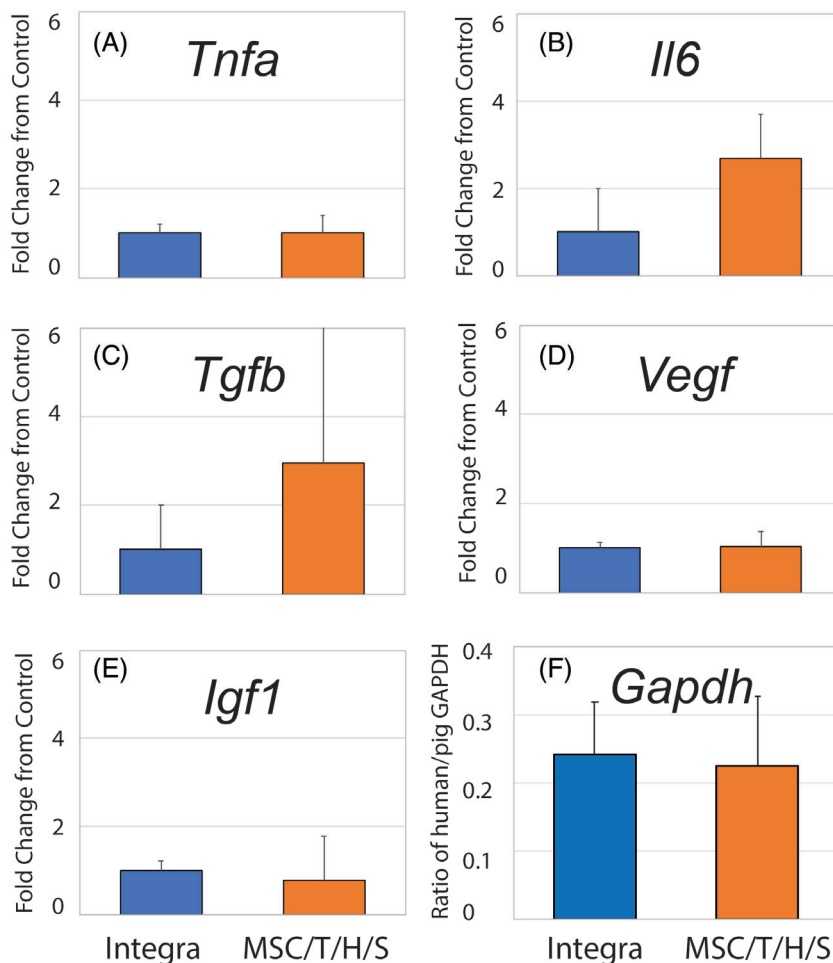 (A)
Tnfa
Fold Change from Control
6
4
2
0
(B)
Il6
Fold Change from Control
6
4
2
0
(C)
Tgfb
Fold Change from Control
6
4
2
0
(D)
Vegf
Fold Change from Control
6
4
2
0
(E)
Igf1
Fold Change from Control
6
4
2
0
Integra
MSC/T/H/S
(F)
Gapdh
Ratio of human/pig GAPDH
0.4
0.3
0.2
0.1
0
Integra
MSC/T/H/S